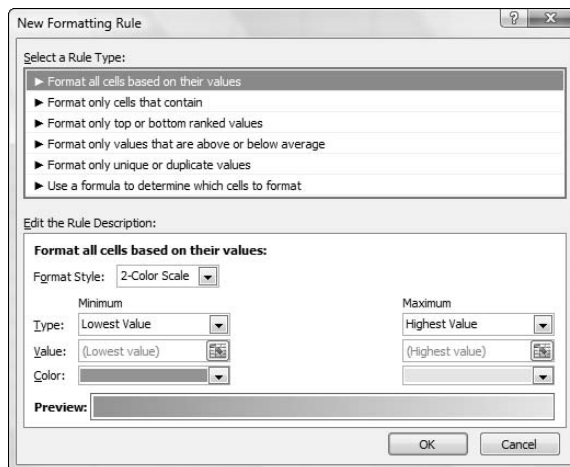 New Formatting Rule
Select a Rule Type:
► Format all cells based on their values
► Format only cells that contain
► Format only top or bottom ranked values
► Format only values that are above or below average
► Format only unique or duplicate values
► Use a formula to determine which cells to format
Edit the Rule Description:
Format all cells based on their values:
Format Style: 2-Color Scale
Minimum Maximum
Type: Lowest Value Highest Value
Value: (Lowest value) (Highest value)
Color:
Preview:
OK Cancel